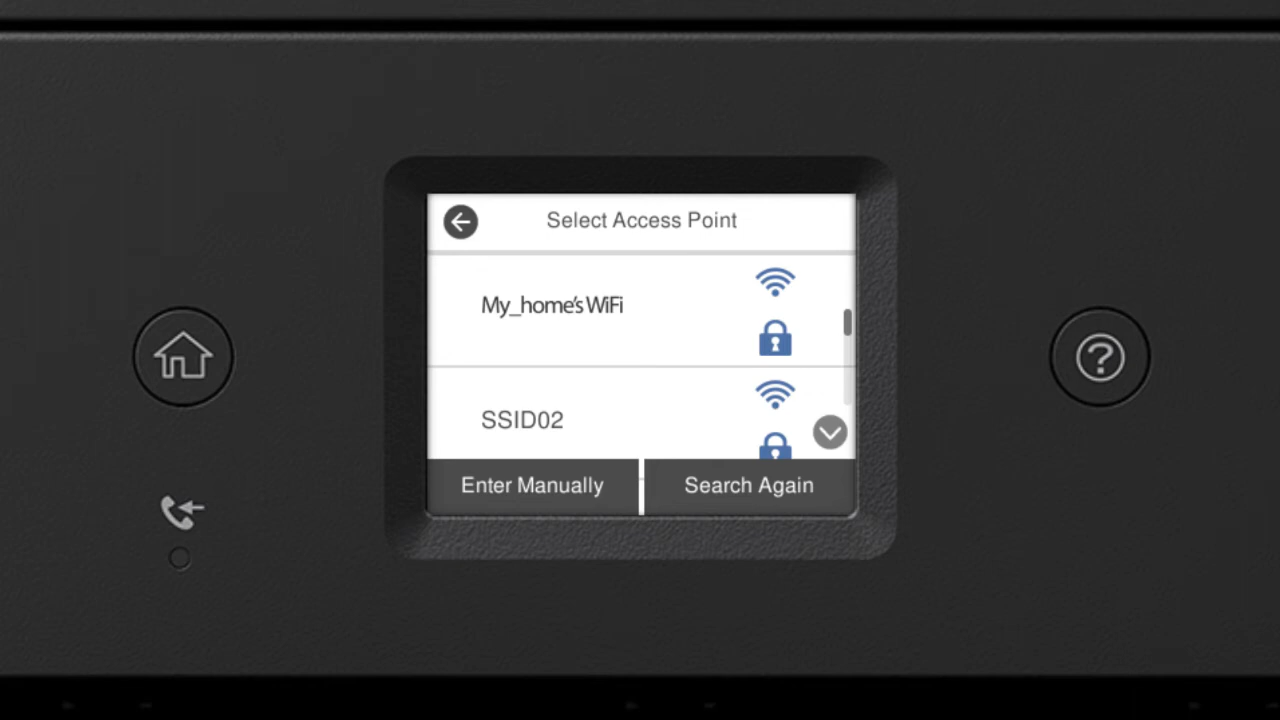 Select Access Point
My_home's WiFi
SSID02
Enter Manually
Search Again